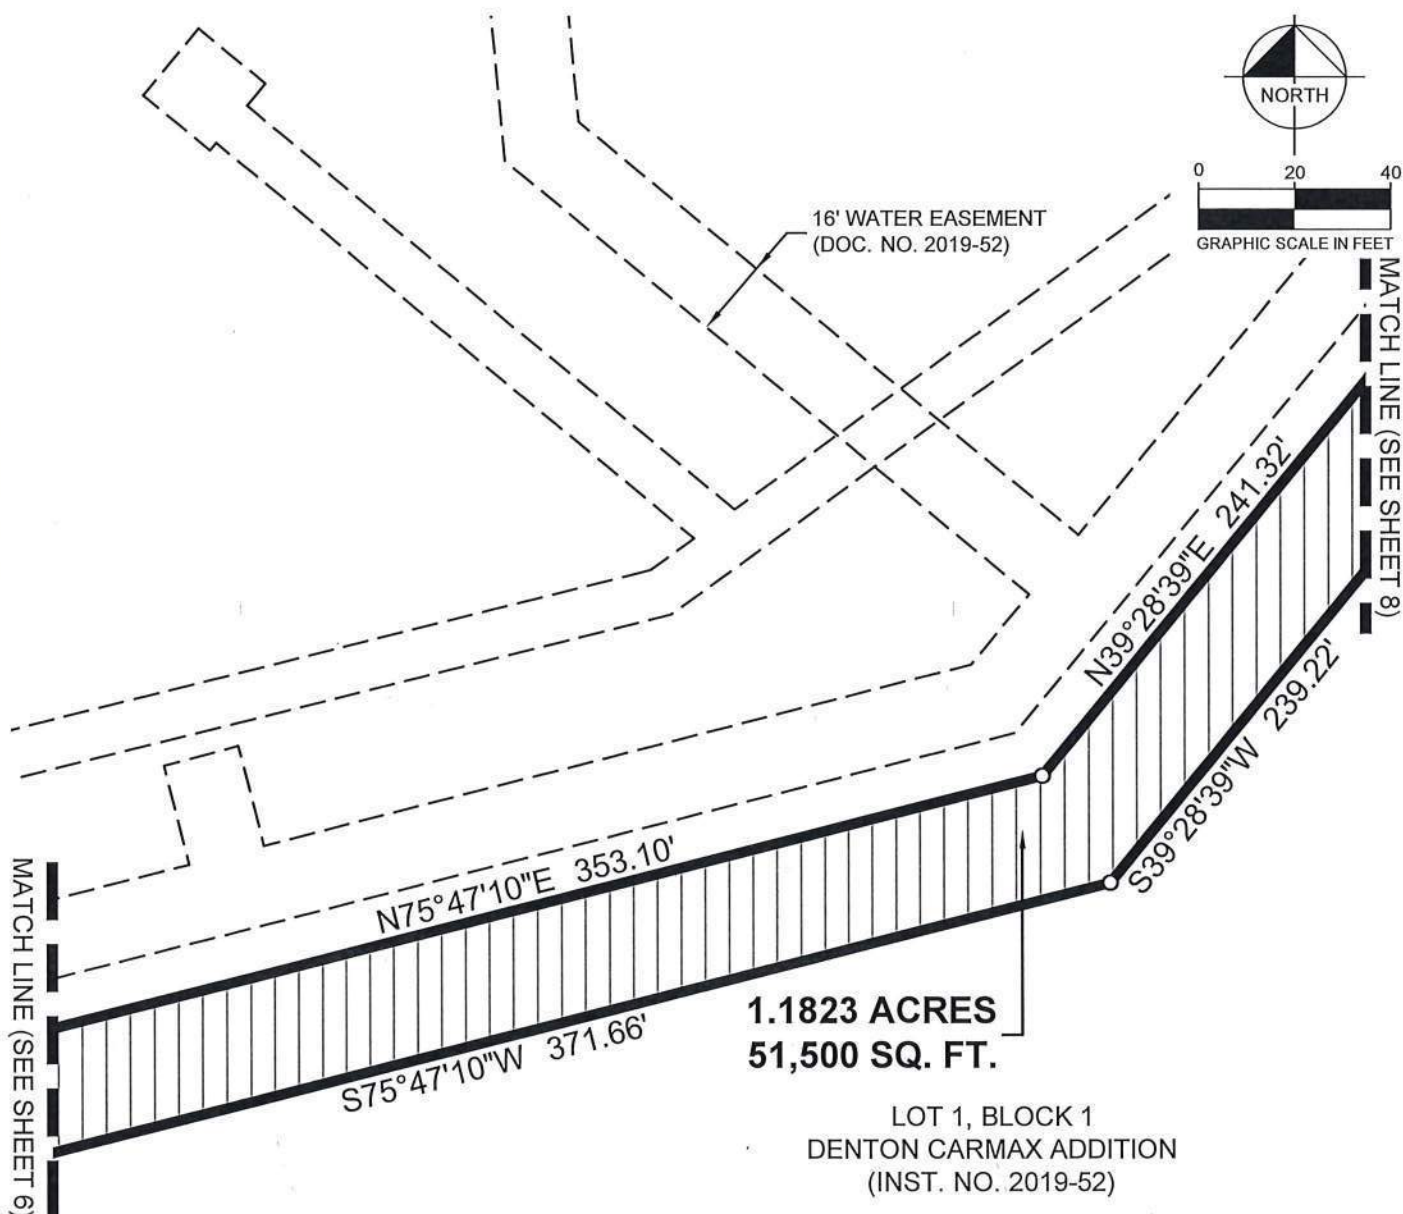 NORTH
0 20 40
GRAPHIC SCALE IN FEET
16' WATER EASEMENT
(DOC. NO. 2019-52)
MATCH LINE (SEE SHEET 8)
N39°28'39"E 241.32'
S39°28'39"W 239.22'
N75°47'10"E 353.10'
S75°47'10"W 371.66'
MATCH LINE (SEE SHEET 6)
1.1823 ACRES
51,500 SQ. FT.
LOT 1, BLOCK 1
DENTON CARMAX ADDITION
(INST. NO. 2019-52)